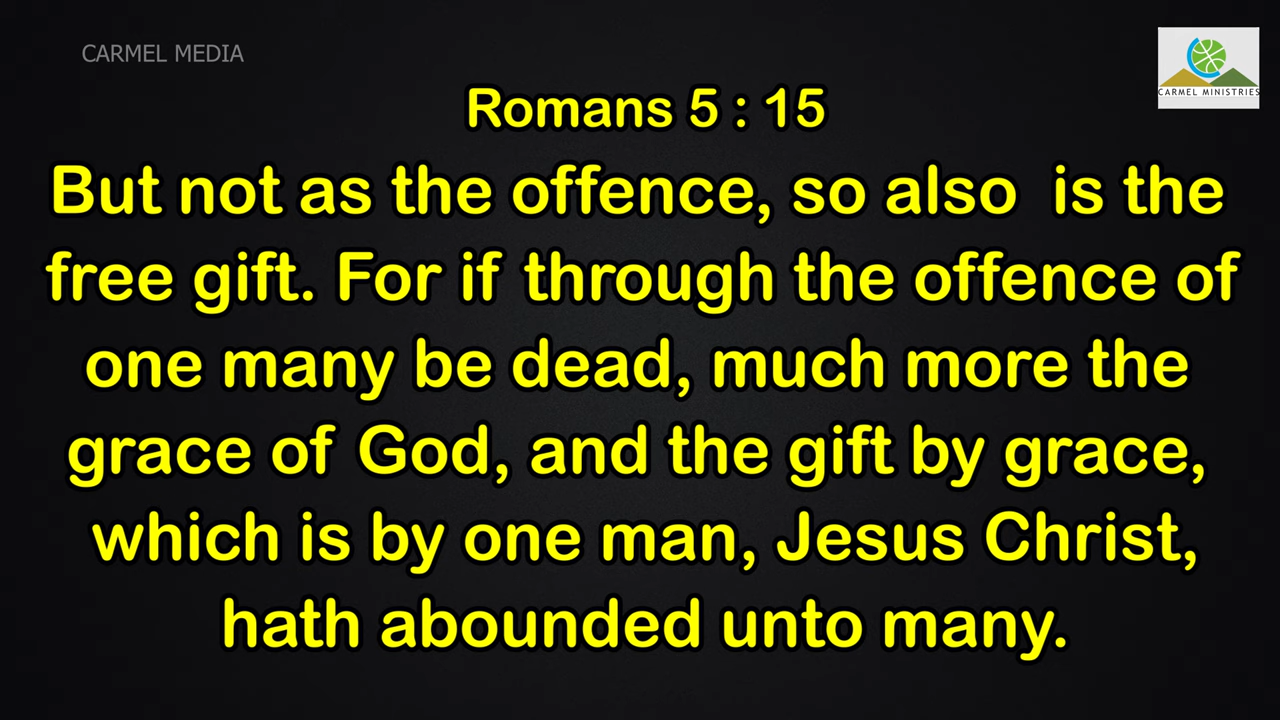 CARMEL MEDIA
CARMEL MINISTRIES
Romans 5 : 15
But not as the offence, so also is the
free gift. For if through the offence of
one many be dead, much more the
grace of God, and the gift by grace,
which is by one man, Jesus Christ,
hath abounded unto many.